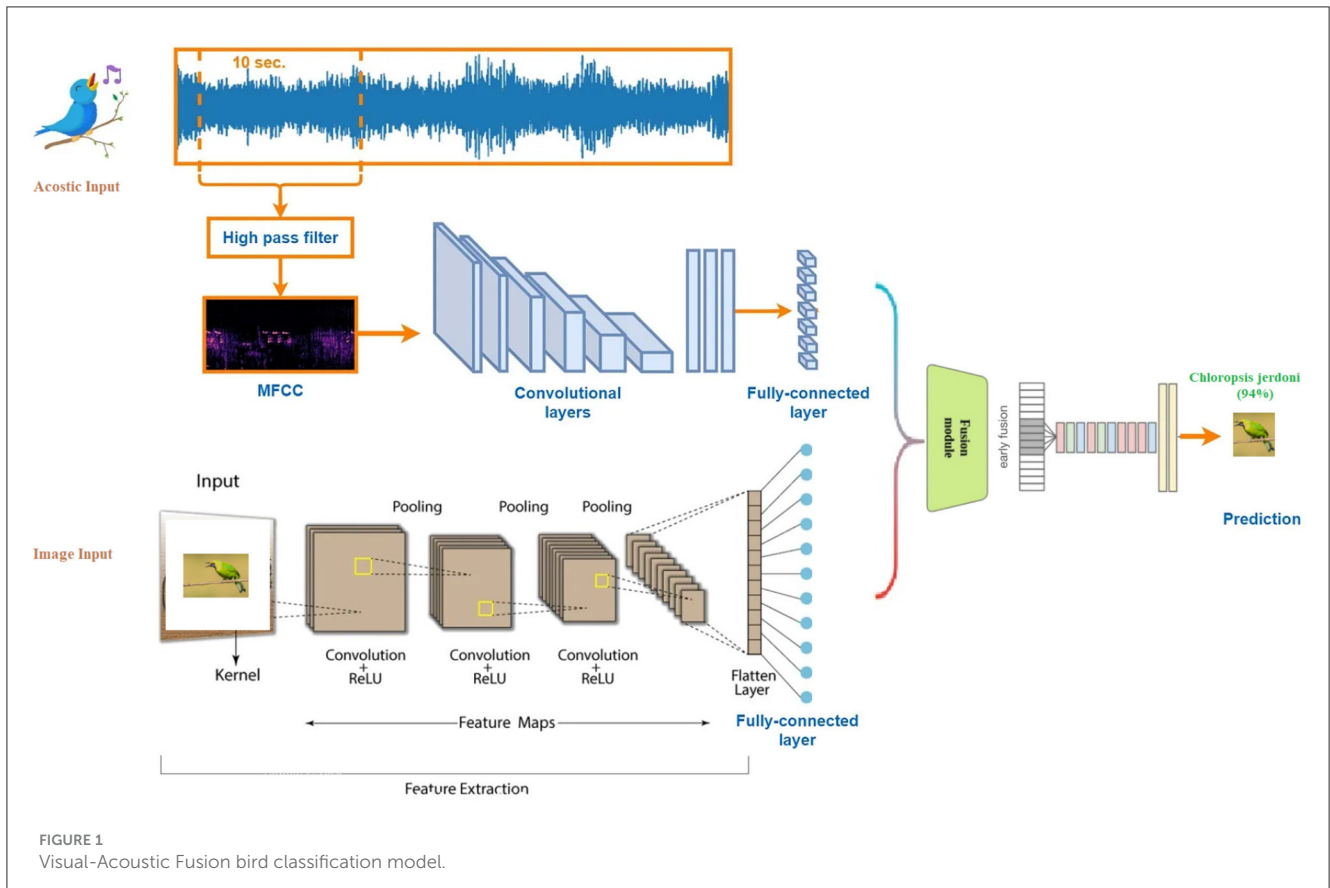 10 sec.
Acostic Input
High pass filter
MFCC
Convolutional
layers
Fully-connected
layer
Fusion
module
early fusion
Chloropsis jerdoni
(94%)
Prediction
Image Input
Input
Kernel
Pooling
Pooling
Pooling
Convolution
+
ReLU
Convolution
+
ReLU
Convolution
+
ReLU
Flatten
Layer
Fully-connected
layer
Feature Maps
Feature Extraction
FIGURE 1
Visual-Acoustic Fusion bird classification model.